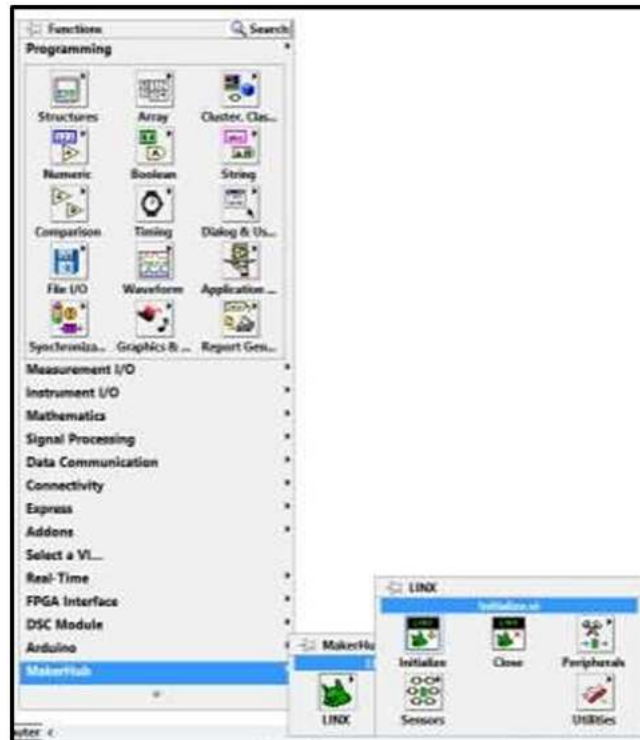 Functions
Search
Programming
Structures
Array
Cluster, Clas...
Numeric
Boolean
String
Comparison
Timing
Dialog & Us...
File I/O
Waveform
Application ...
Synchroniza...
Graphics & ...
Report Gen...
Measurement I/O
Instrument I/O
Mathematics
Signal Processing
Data Communication
Connectivity
Express
Addons
Select a VI...
Real-Time
FPGA Interface
DSC Module
Arduino
MakerHub
MakerHu
LINX
LINX
Initialize.vi
Initialize
Close
Peripherals
Sensors
Utilities